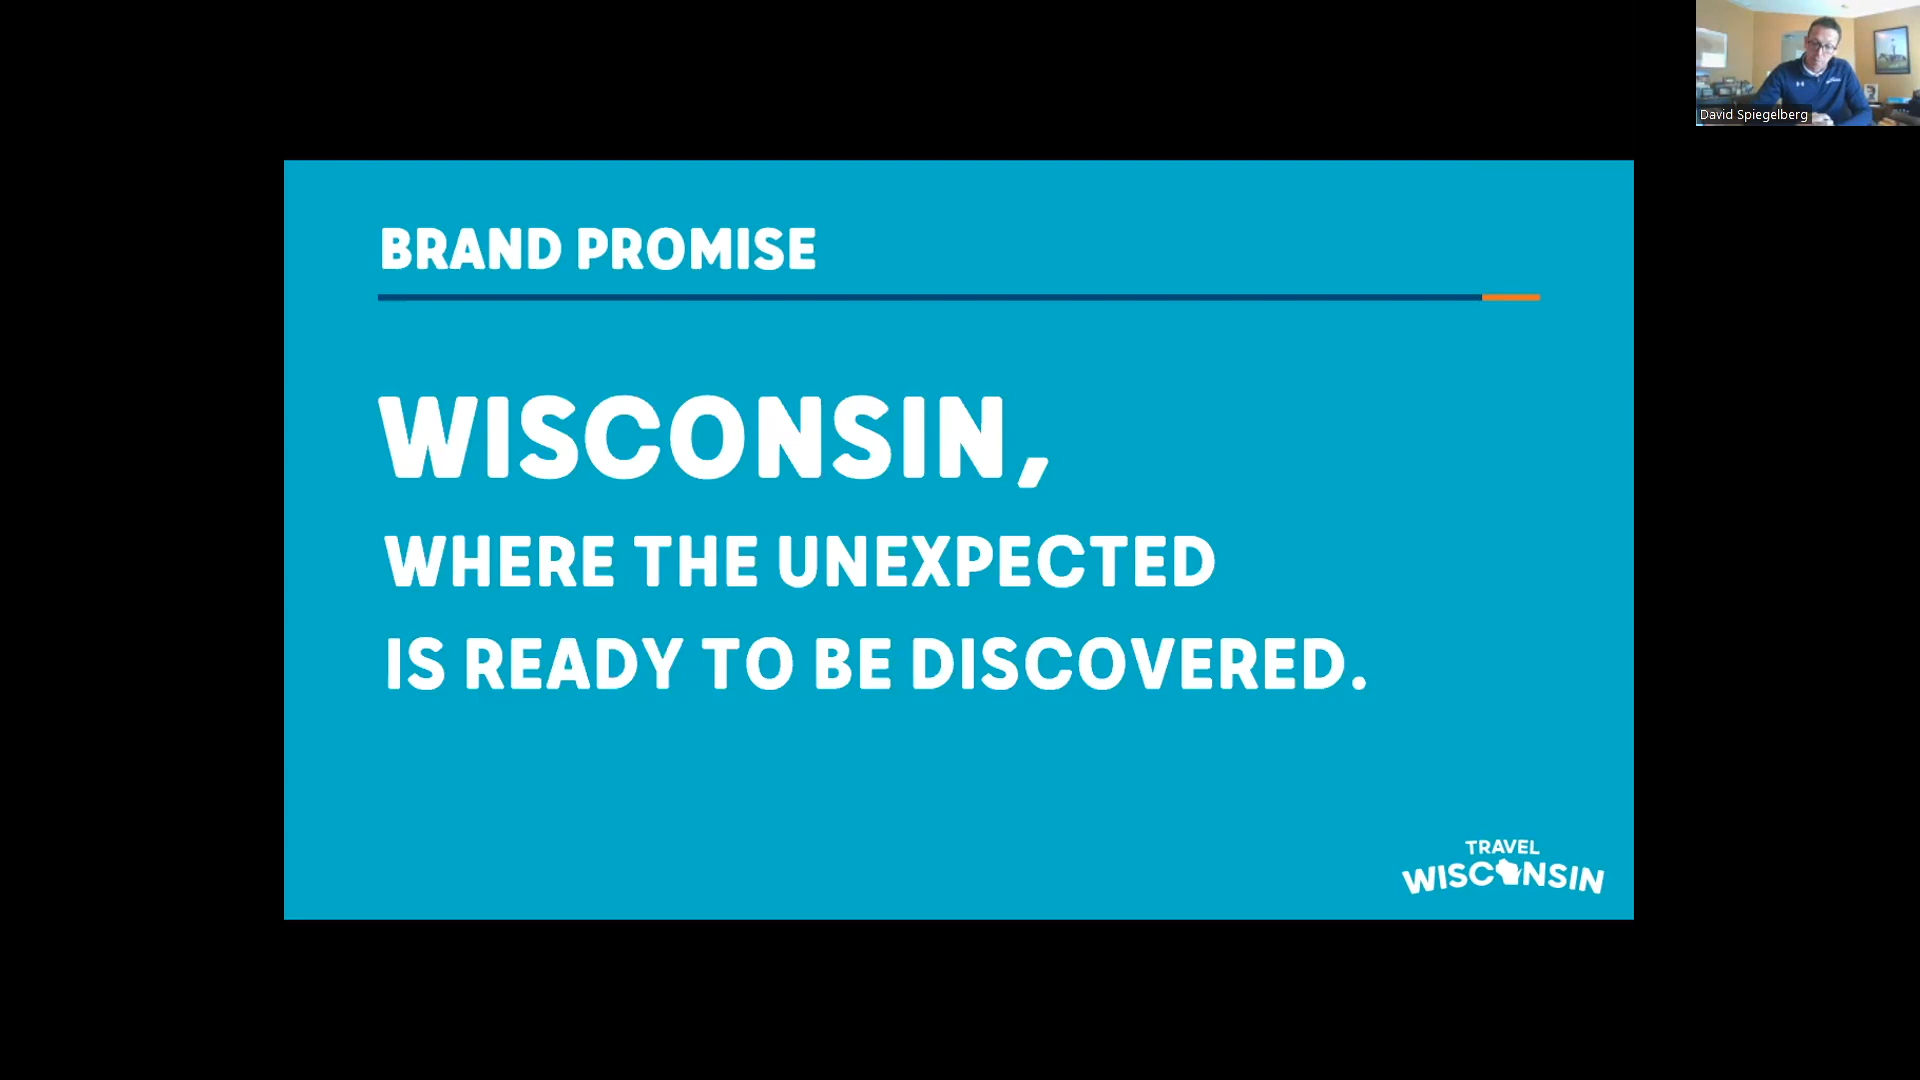 David Spiegelberg
BRAND PROMISE
WISCONSIN,
WHERE THE UNEXPECTED
IS READY TO BE DISCOVERED.
TRAVEL
WISCONSIN